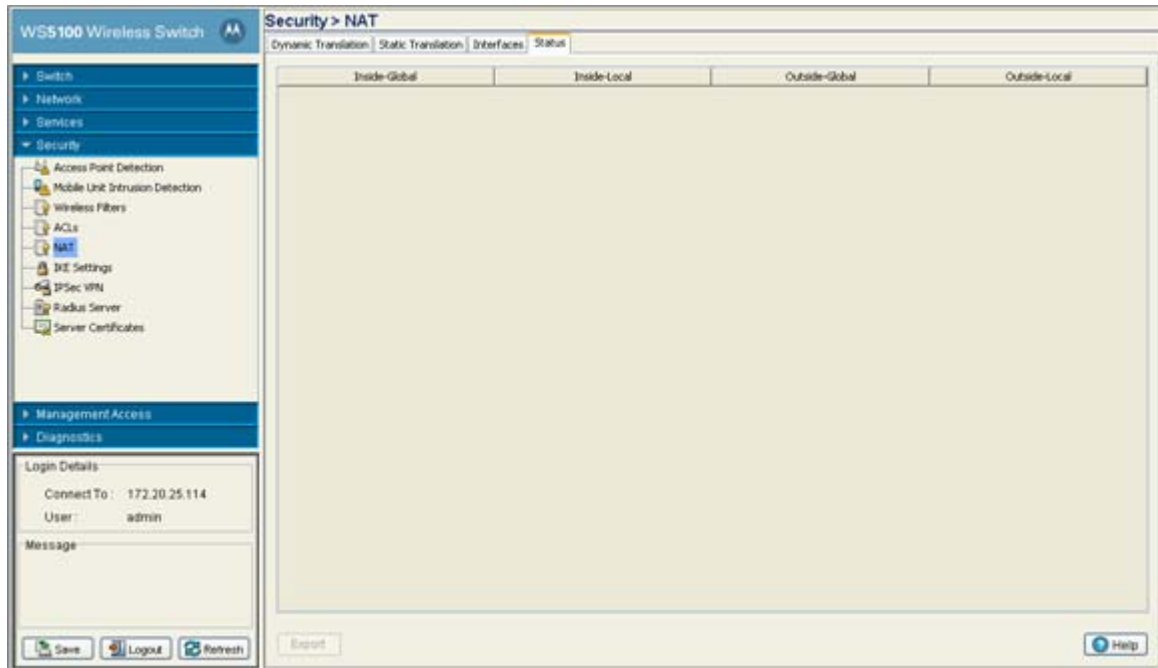 WS5100 Wireless Switch
Security > NAT
Dynamic Translation Static Translation Interfaces Status
Inside-Global Inside-Local Outside-Global Outside-Local
Switch
Network
Services
Security
Access Point Detection
Mobile Unit Intrusion Detection
Wireless Filters
ACLs
NAT
IKE Settings
IPSec VPN
Radius Server
Server Certificates
Management Access
Diagnostics
Login Details
Connect To : 172.20.25.114
User : admin
Message
Save Logout Refresh
Export Help